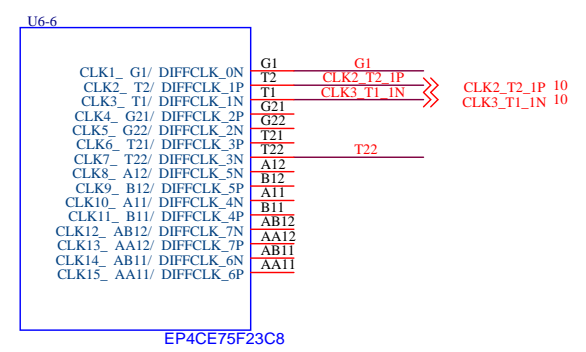 U6-6
CLK1_ G1/ DIFFCLK_0N G1 G1
CLK2_ T2/ DIFFCLK_1P T2 CLK2_T2_1P CLK2_T2_1P 10
CLK3_ T1/ DIFFCLK_1N T1 CLK3_T1_1N CLK3_T1_1N 10
CLK4_ G21/ DIFFCLK_2P G21
CLK5_ G22/ DIFFCLK_2N G22
CLK6_ T21/ DIFFCLK_3P T21
CLK7_ T22/ DIFFCLK_3N T22 T22
CLK8_ A12/ DIFFCLK_5N A12
CLK9_ B12/ DIFFCLK_5P B12
CLK10_ A11/ DIFFCLK_4N A11
CLK11_ B11/ DIFFCLK_4P B11
CLK12_ AB12/ DIFFCLK_7N AB12
CLK13_ AA12/ DIFFCLK_7P AA12
CLK14_ AB11/ DIFFCLK_6N AB11
CLK15_ AA11/ DIFFCLK_6P AA11
EP4CE75F23C8